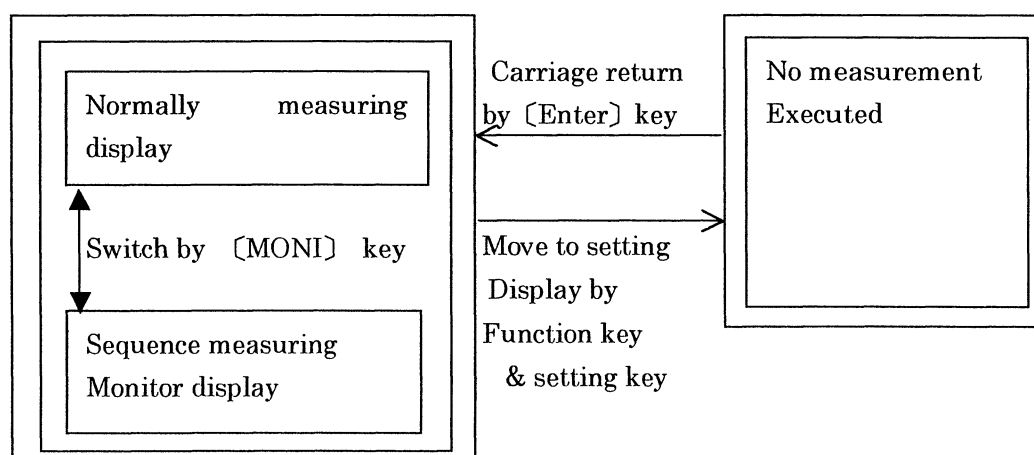 Normally measuring
display
Switch by 〔MONI〕 key
Sequence measuring
Monitor display
Carriage return
by〔Enter〕key
Move to setting
Display by
Function key
& setting key
No measurement
Executed